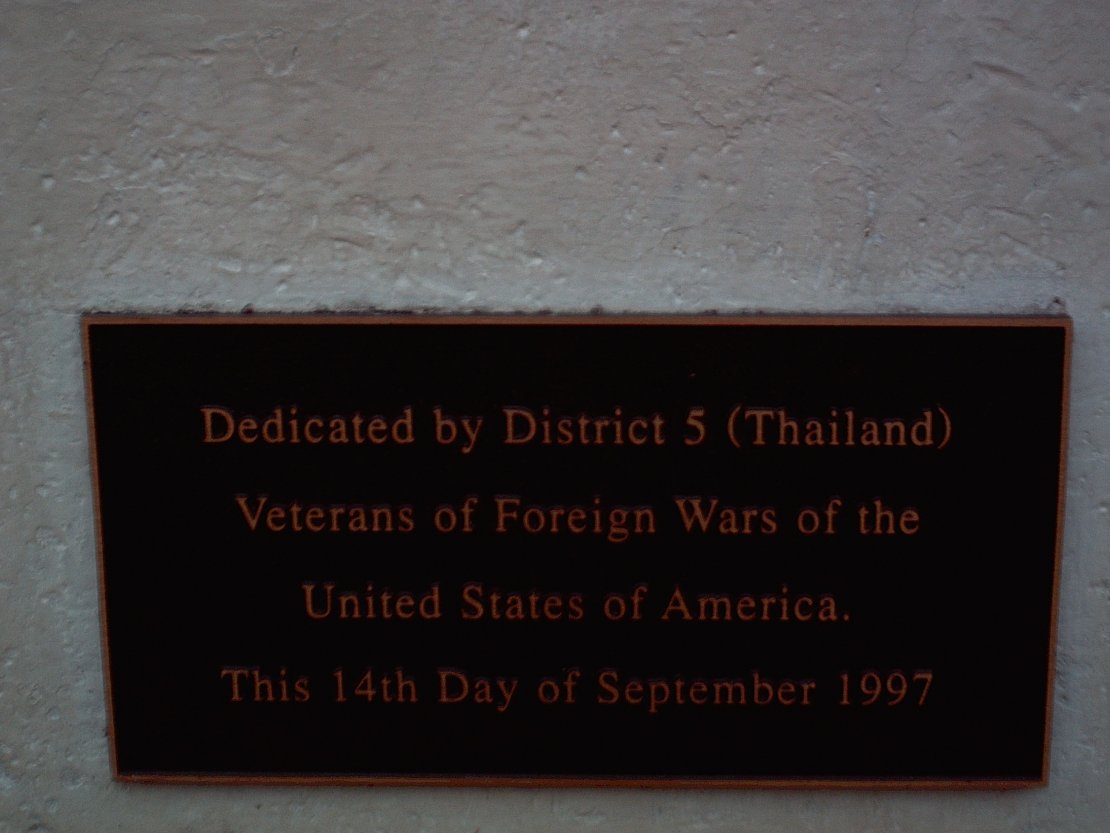 Dedicated by District 5 (Thailand)
Veterans of Foreign Wars of the
United States of America.
This 14th Day of September 1997